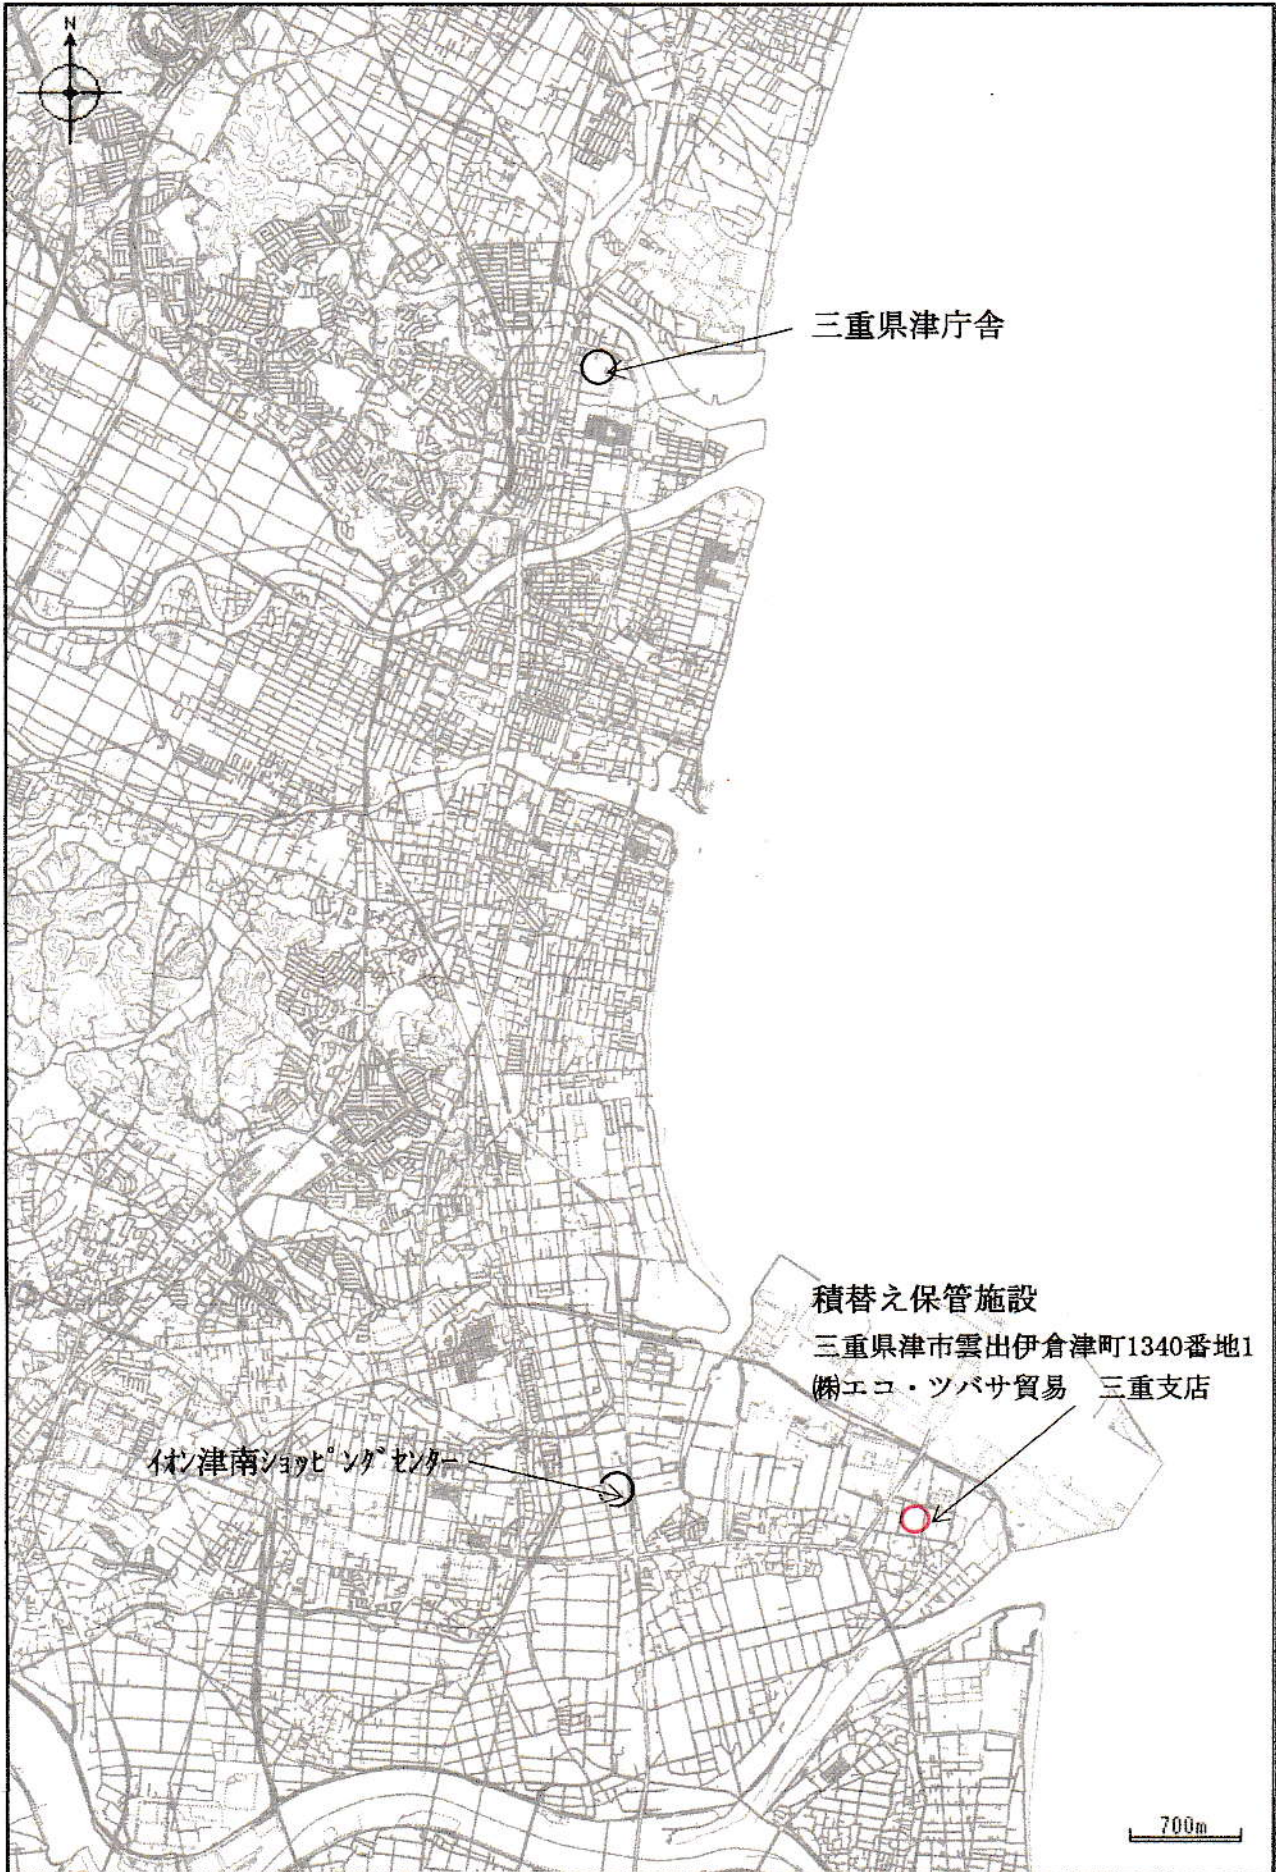 N
三重県津庁舎
積替え保管施設
三重県津市雲出伊倉津町1340番地1
㈱エコ・ツバサ貿易 三重支店
ｲｵﾝ津南ｼｮｯﾋﾟﾝｸﾞｾﾝﾀｰ
700m